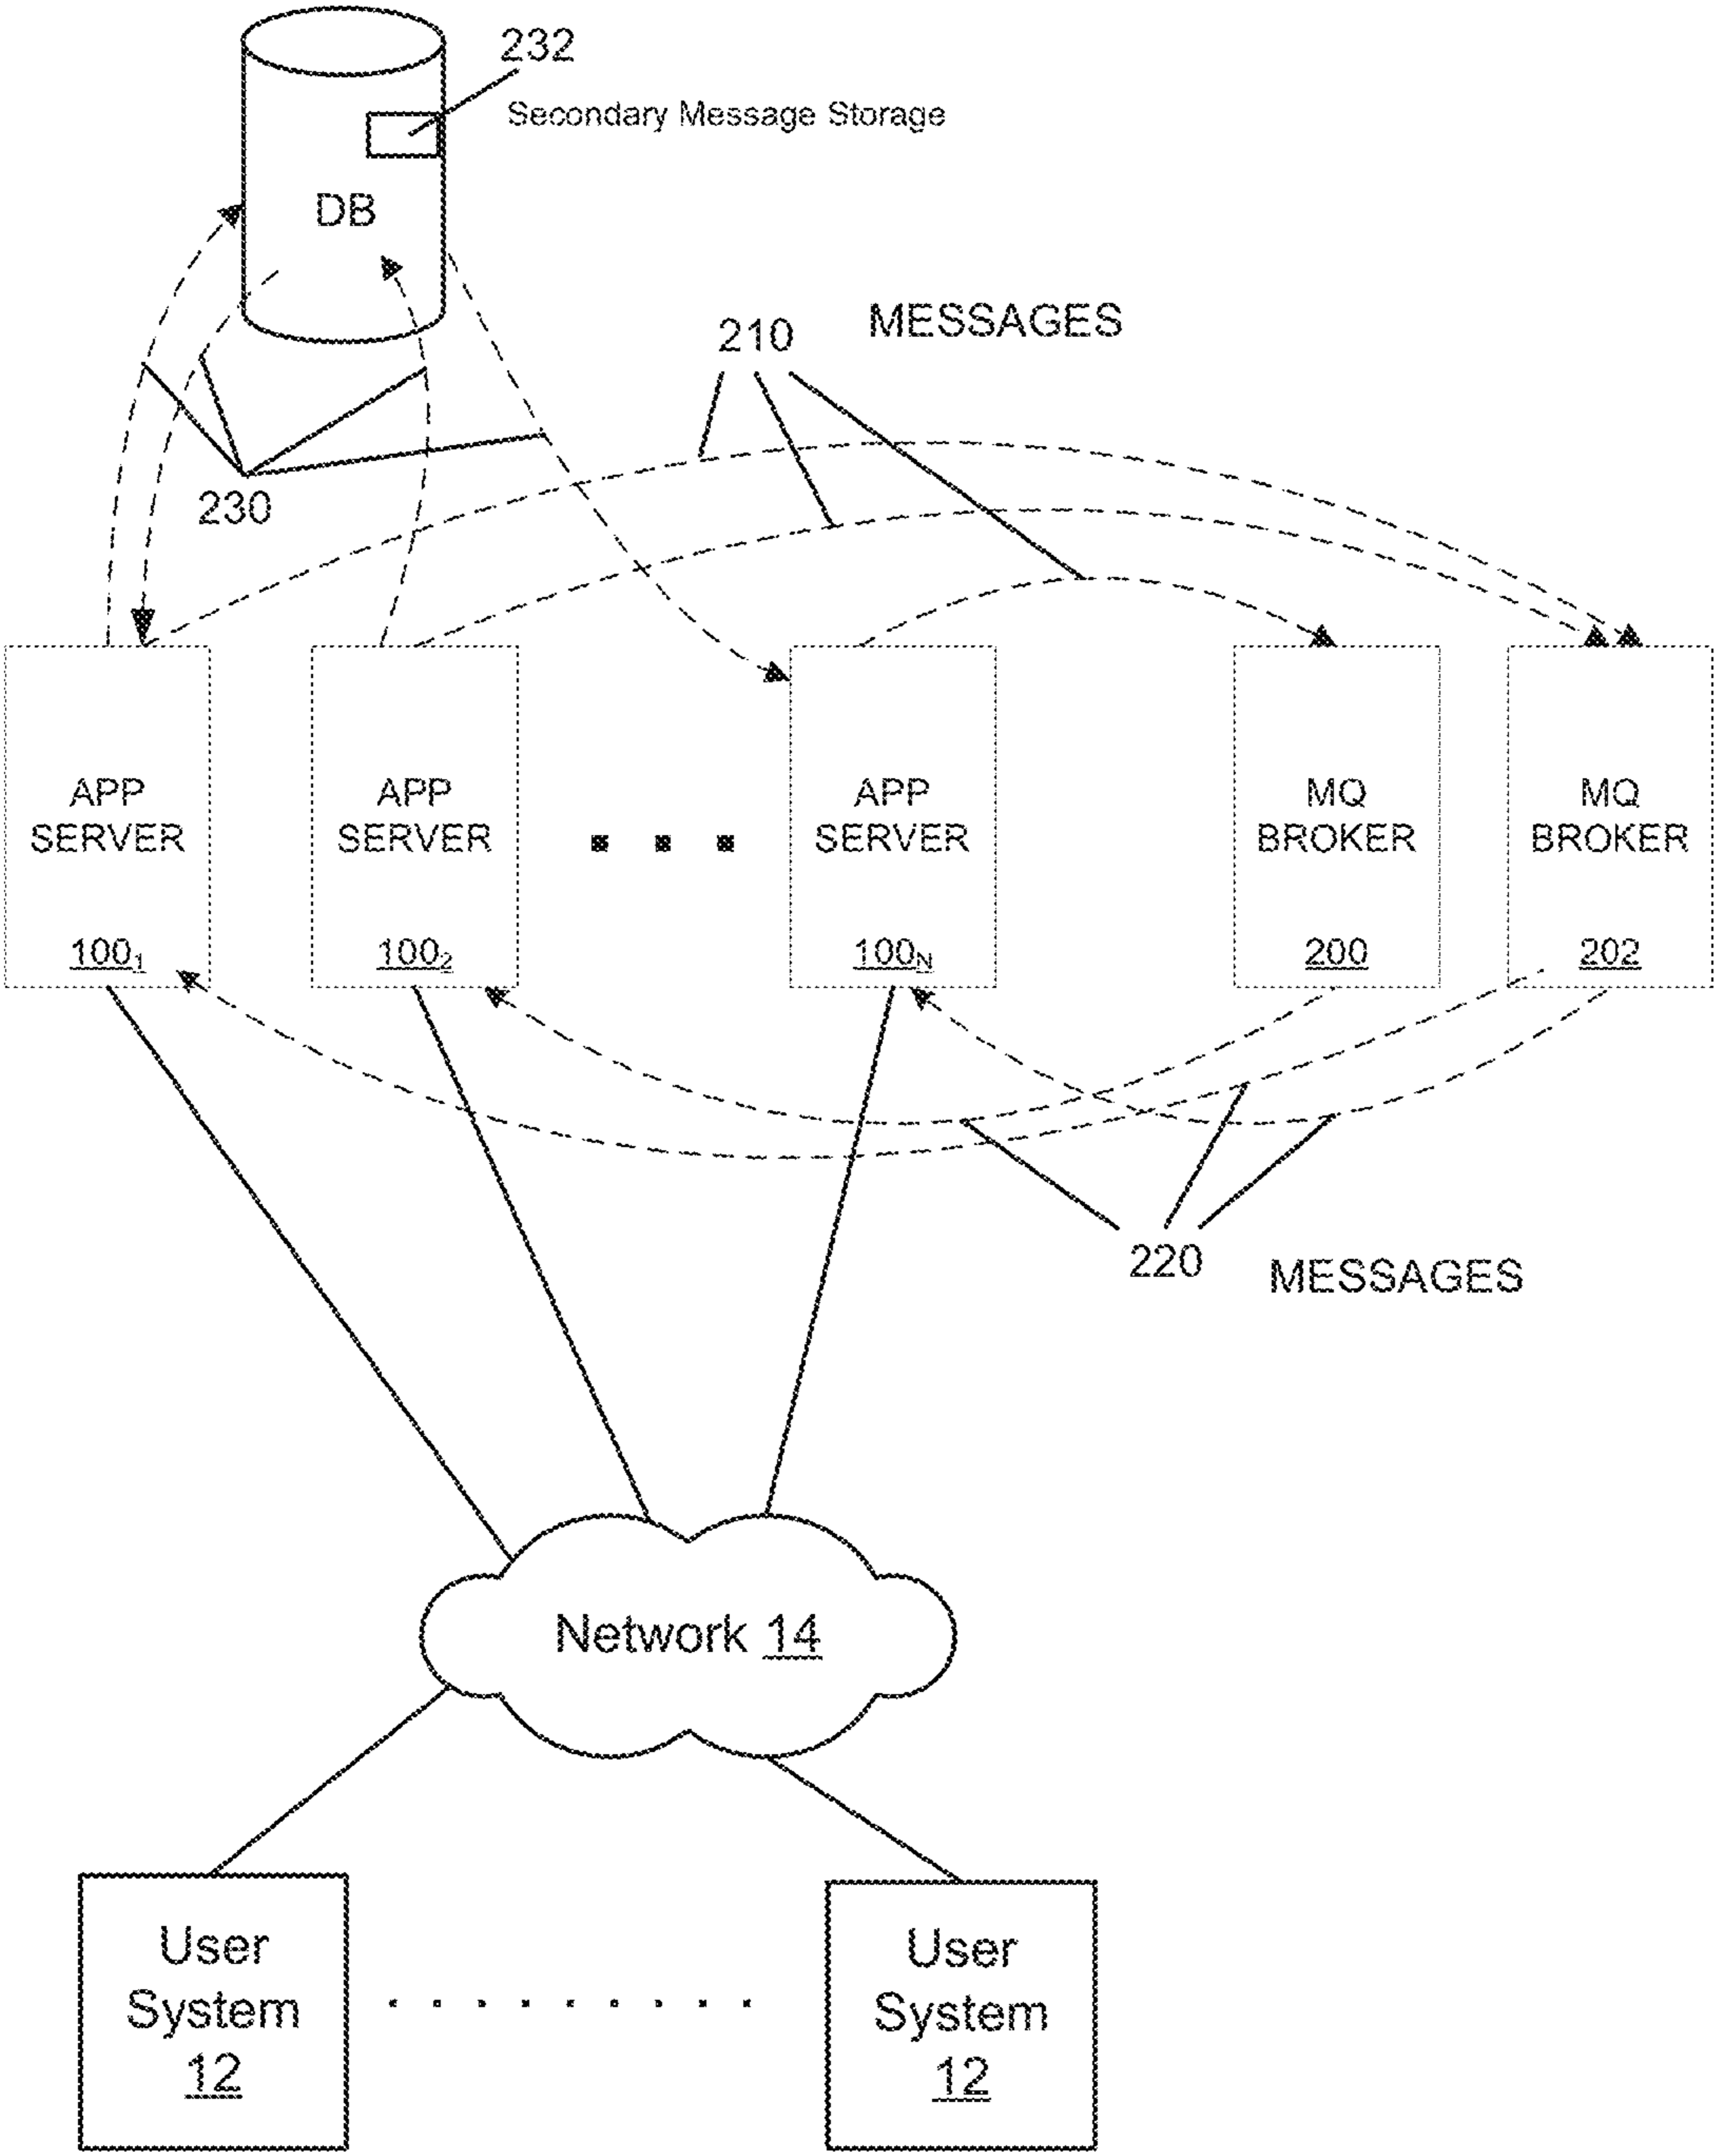 232
Secondary Message Storage
DB
210 MESSAGES
230
APP
SERVER
100₁
APP
SERVER
100₂
APP
SERVER
100N
MQ
BROKER
200
MQ
BROKER
202
220 MESSAGES
Network 14
User
System
12
User
System
12